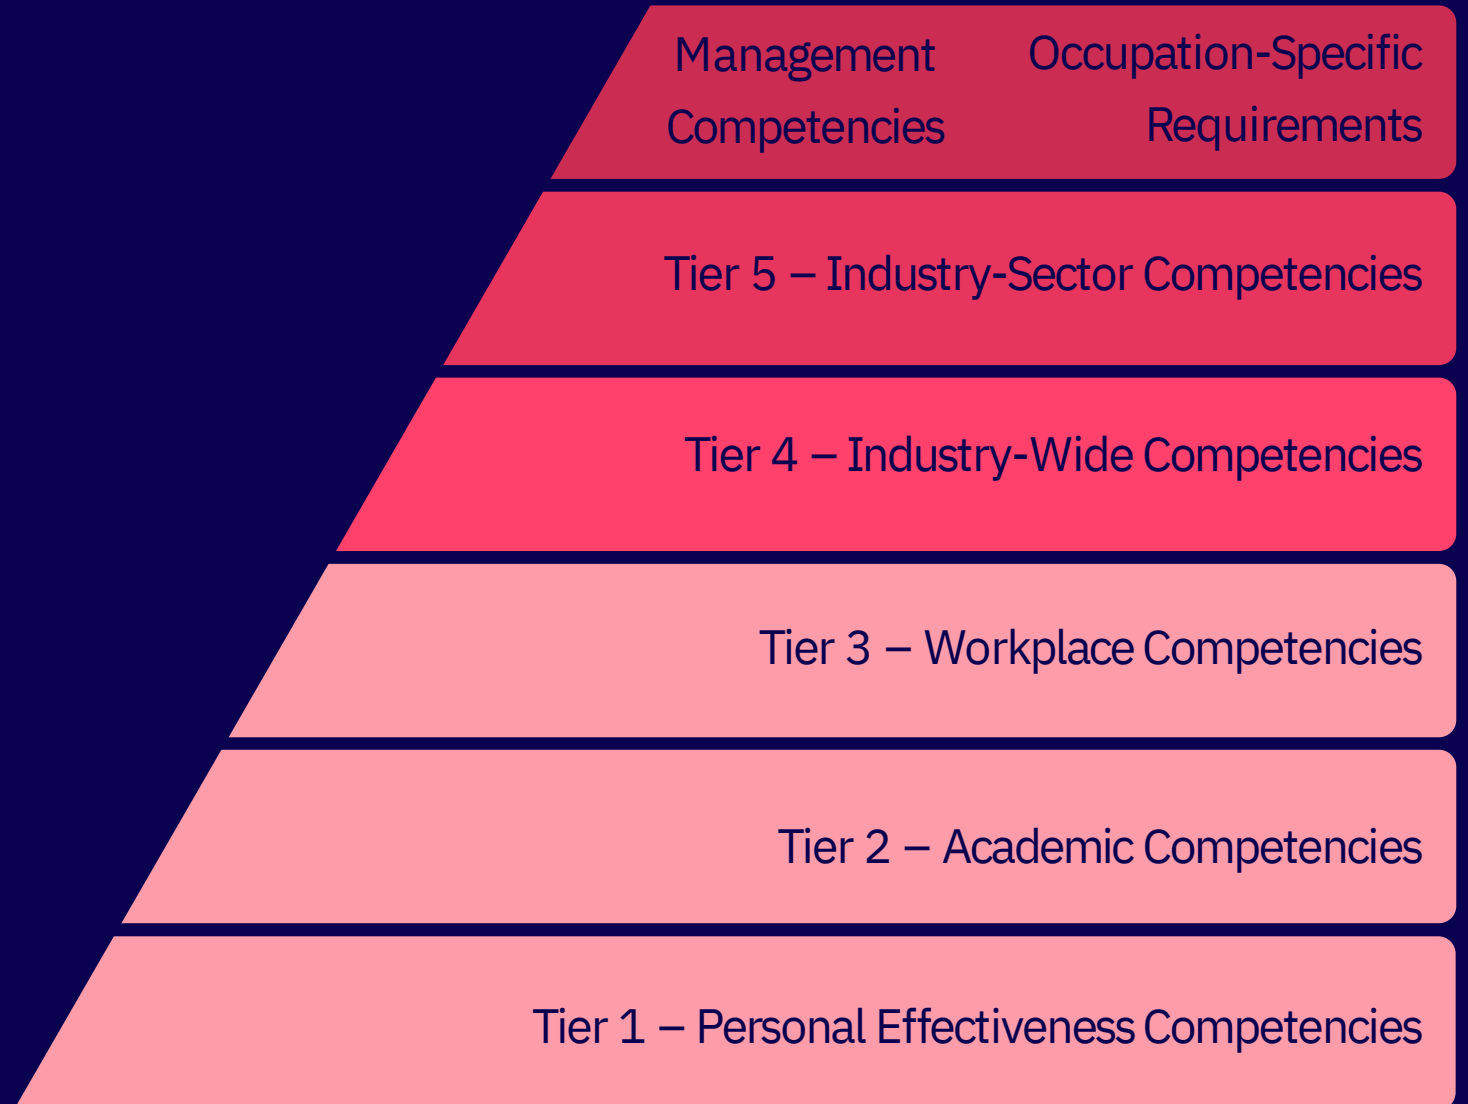 Management
Competencies
Occupation-Specific
Requirements
Tier 5 – Industry-Sector Competencies
Tier 4 – Industry-Wide Competencies
Tier 3 – Workplace Competencies
Tier 2 – Academic Competencies
Tier 1 – Personal Effectiveness Competencies